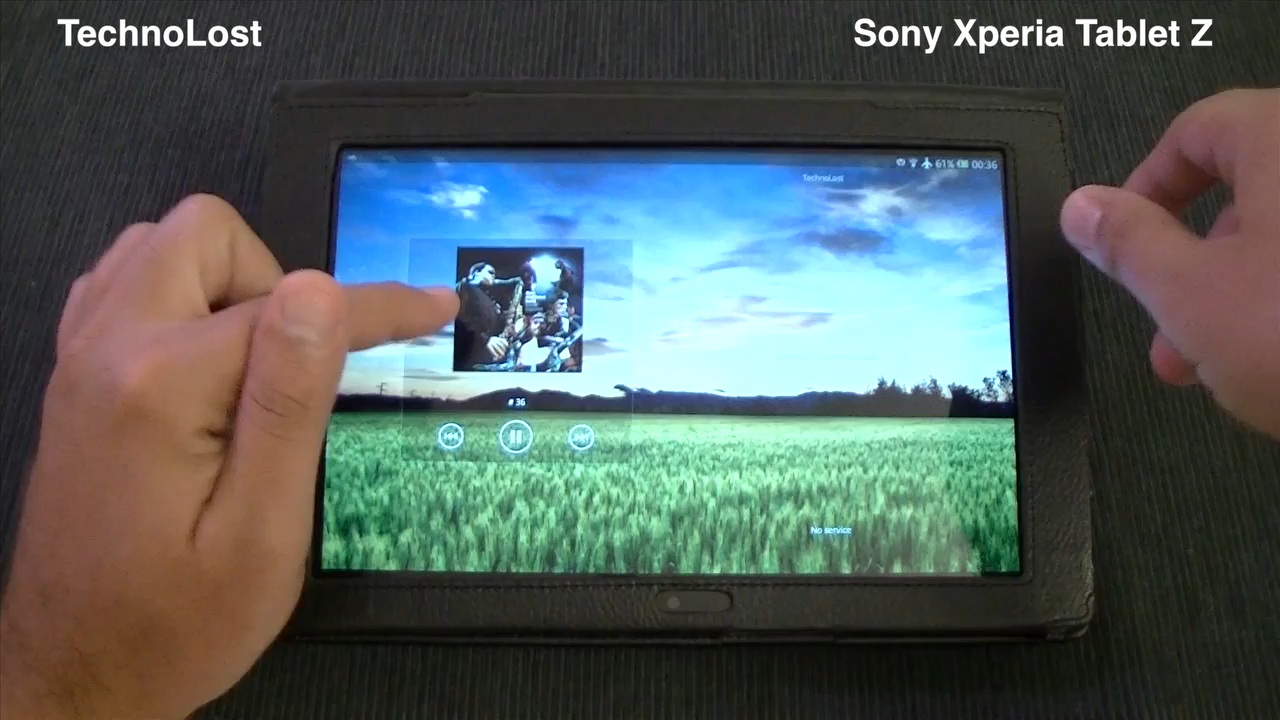 TechnoLost
Sony Xperia Tablet Z
61% 00:36
TechnoLost
# 36
No service